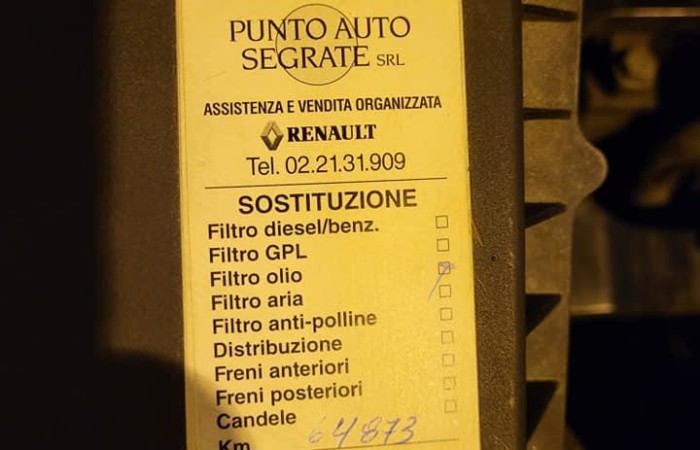 PUNTO AUTO
SEGRATE SRL
ASSISTENZA E VENDITA ORGANIZZATA
RENAULT
Tel. 02.21.31.909
SOSTITUZIONE
Filtro diesel/benz.
Filtro GPL
Filtro olio
Filtro aria
Filtro anti-polline
Distribuzione
Freni anteriori
Freni posteriori
Candele
Km 64873